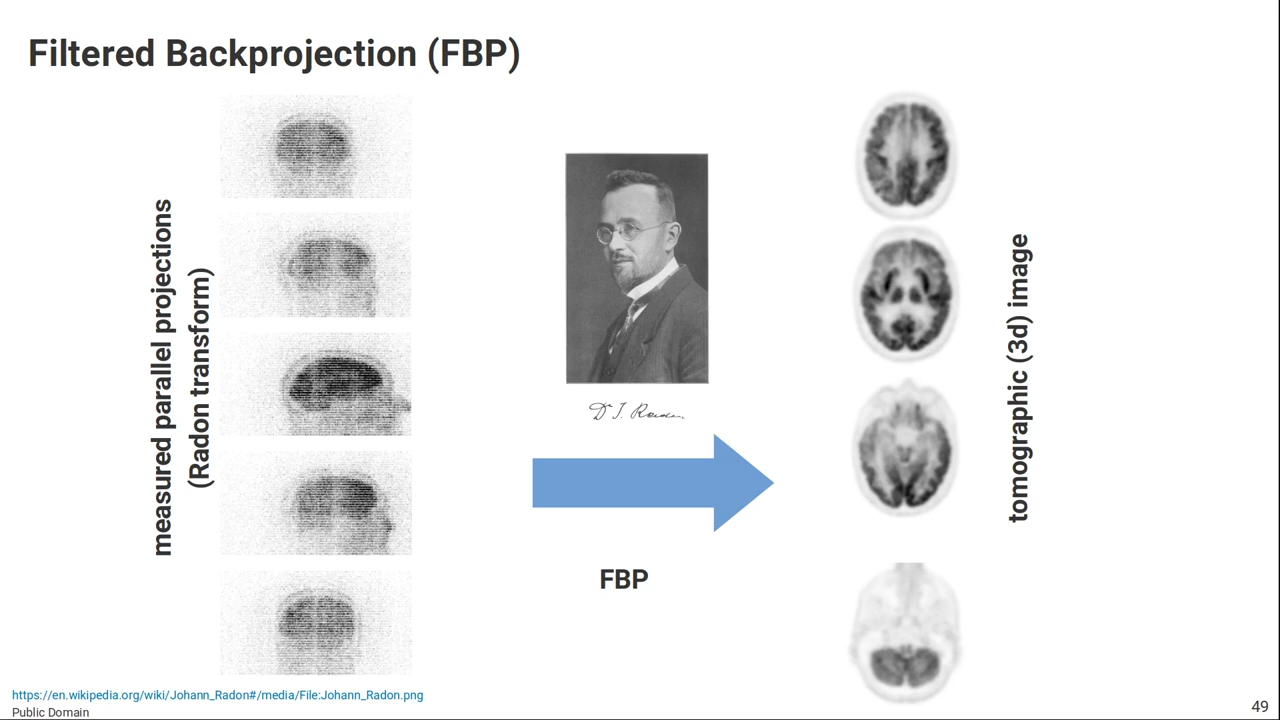 Filtered Backprojection (FBP)
measured parallel projections
(Radon transform)
tomographic (3d) image
FBP
https://en.wikipedia.org/wiki/Johann_Radon#/media/File:Johann_Radon.png
Public Domain
49